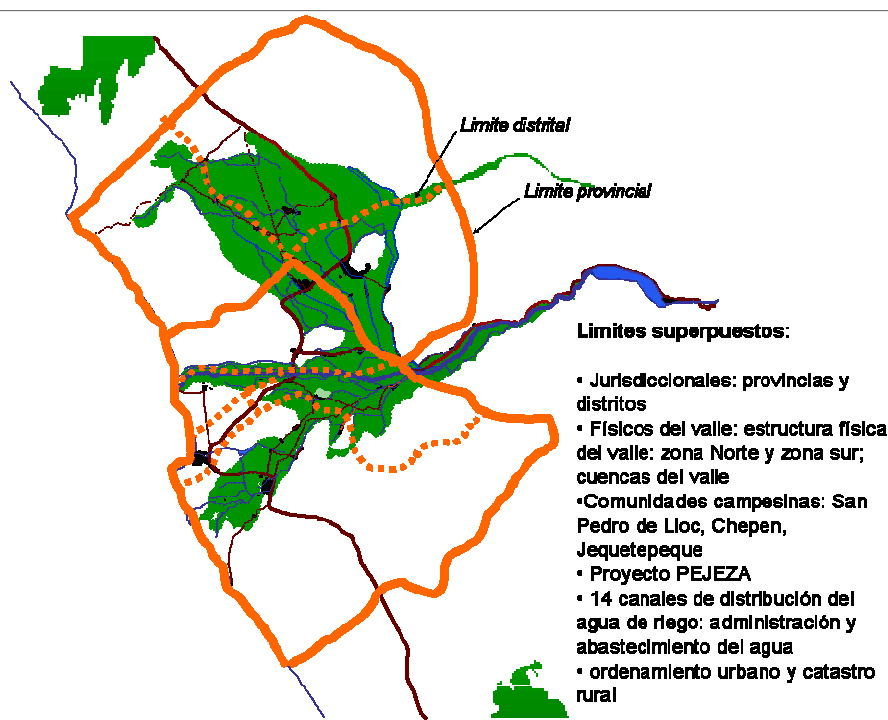 Limite distrital
Limite provincial
Limites superpuestos:
• Jurisdiccionales: provincias y
distritos
• Físicos del valle: estructura física
del valle: zona Norte y zona sur;
cuencas del valle
•Comunidades campesinas: San
Pedro de Lloc, Chepen,
Jequetepeque
• Proyecto PEJEZA
• 14 canales de distribución del
agua de riego: administración y
abastecimiento del agua
• ordenamiento urbano y catastro
rural